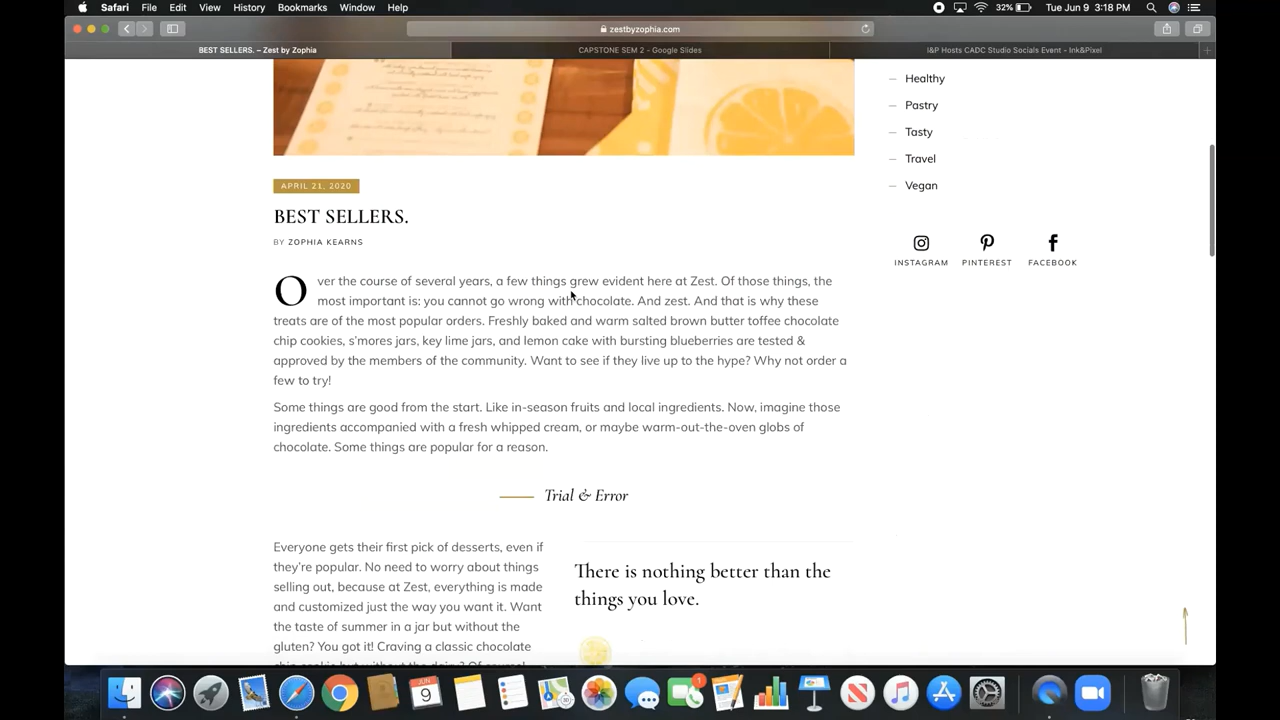 Safari File Edit View History Bookmarks Window Help
32% Tue Jun 9 3:18 PM
zestbyzophia.com
BEST SELLERS. – Zest by Zophia
CAPSTONE SEM 2 - Google Slides
I&P Hosts CADC Studio Socials Event - Ink&Pixel
Healthy
Pastry
Tasty
Travel
Vegan
INSTAGRAM PINTEREST FACEBOOK
APRIL 21, 2020
BEST SELLERS.
BY ZOPHIA KEARNS
Over the course of several years, a few things grew evident here at Zest. Of those things, the
most important is: you cannot go wrong with chocolate. And zest. And that is why these
treats are of the most popular orders. Freshly baked and warm salted brown butter toffee chocolate
chip cookies, s’mores jars, key lime jars, and lemon cake with bursting blueberries are tested &
approved by the members of the community. Want to see if they live up to the hype? Why not order a
few to try!
Some things are good from the start. Like in-season fruits and local ingredients. Now, imagine those
ingredients accompanied with a fresh whipped cream, or maybe warm-out-the-oven globs of
chocolate. Some things are popular for a reason.
Trial & Error
Everyone gets their first pick of desserts, even if
they’re popular. No need to worry about things
selling out, because at Zest, everything is made
and customized just the way you want it. Want
the taste of summer in a jar but without the
gluten? You got it! Craving a classic chocolate
There is nothing better than the
things you love.
JUN
9
1